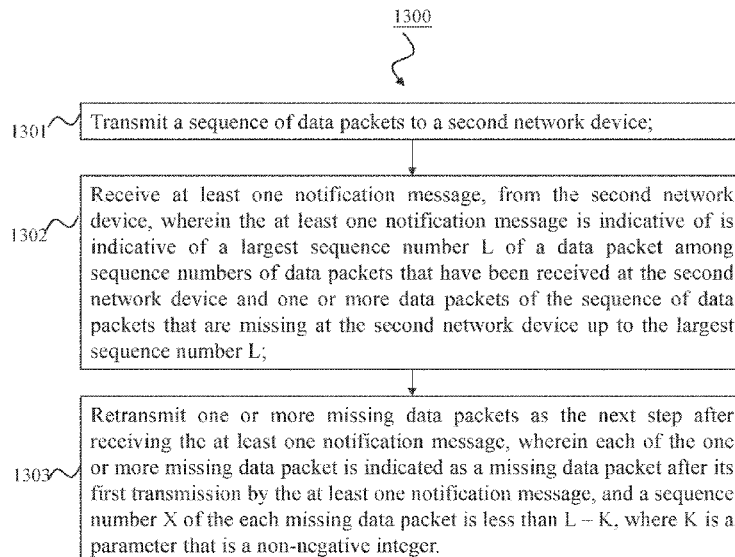 1300
1301
Transmit a sequence of data packets to a second network device;
1302
Receive at least one notification message, from the second network
device, wherein the at least one notification message is indicative of is
indicative of a largest sequence number L of a data packet among
sequence numbers of data packets that have been received at the second
network device and one or more data packets of the sequence of data
packets that are missing at the second network device up to the largest
sequence number L;
1303
Retransmit one or more missing data packets as the next step after
receiving the at least one notification message, wherein each of the one
or more missing data packet is indicated as a missing data packet after its
first transmission by the at least one notification message, and a sequence
number X of the each missing data packet is less than L – K, where K is a
parameter that is a non-negative integer.